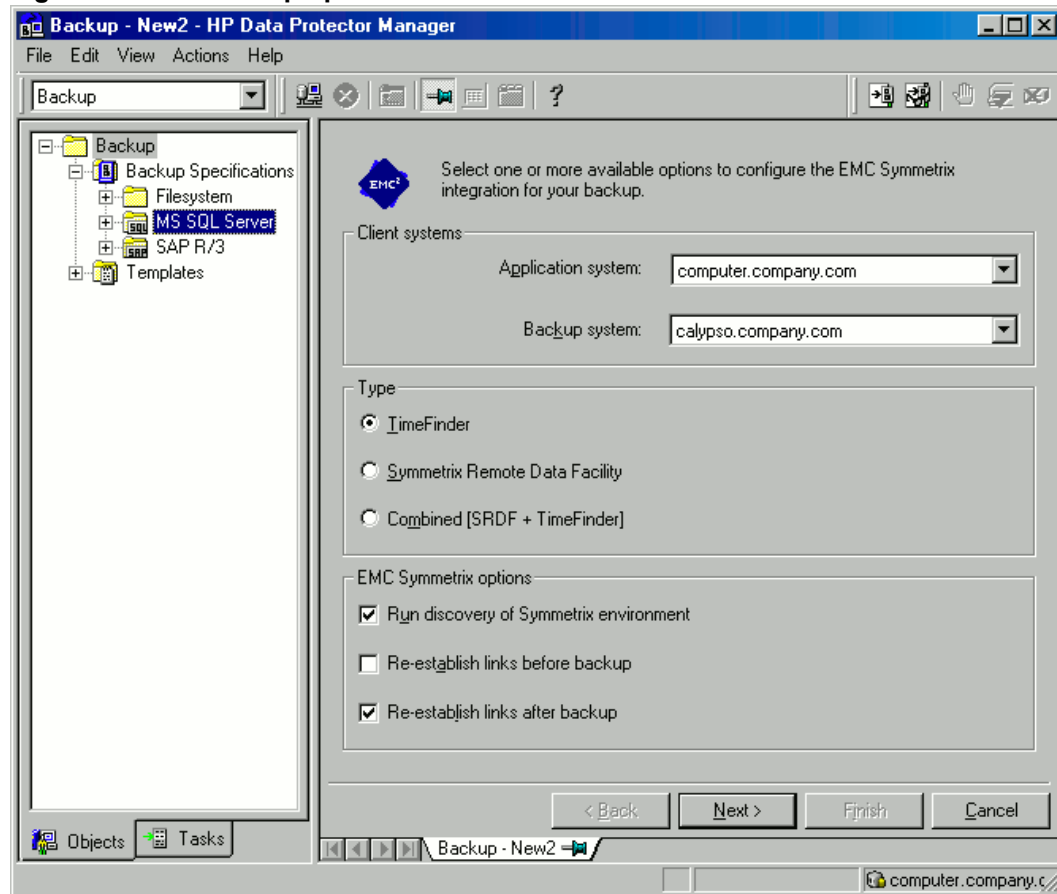 Backup - New2 - HP Data Protector Manager
File Edit View Actions Help
Backup
Backup
Backup Specifications
Filesystem
SQL MS SQL Server
SAP SAP R/3
Templates
EMC²
Select one or more available options to configure the EMC Symmetrix
integration for your backup.
Client systems
Application system: computer.company.com
Backup system: calypso.company.com
Type
TimeFinder
Symmetrix Remote Data Facility
Combined [SRDF + TimeFinder]
EMC Symmetrix options
Run discovery of Symmetrix environment
Re-establish links before backup
Re-establish links after backup
< Back Next > Finish Cancel
Objects Tasks
Backup - New2
computer.company.c